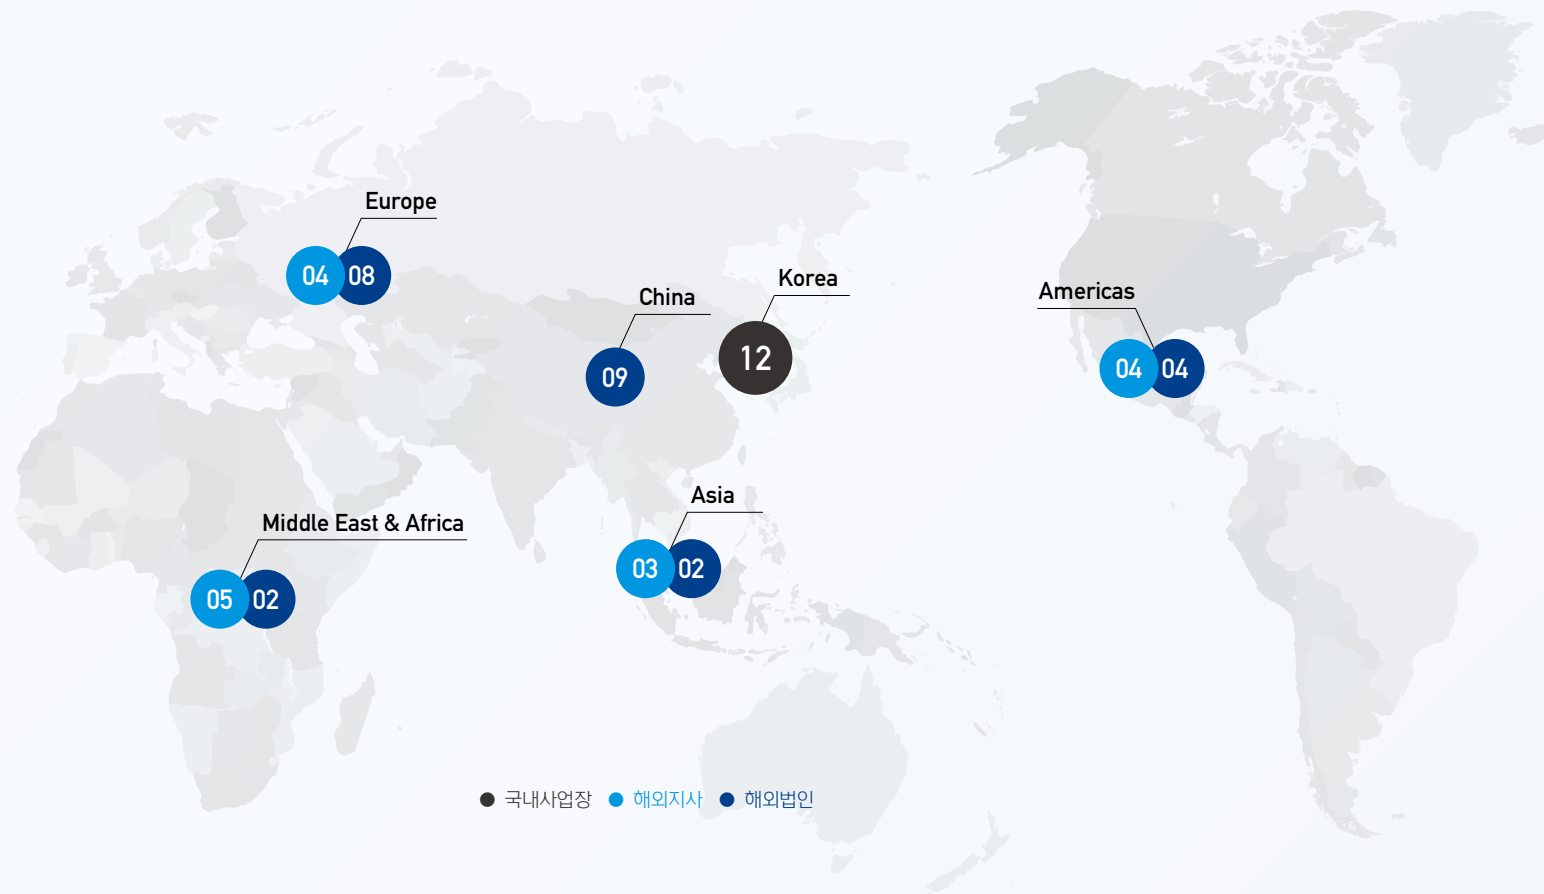 Europe
04 08
China
09
Korea
12
Americas
04 04
Asia
03 02
Middle East & Africa
05 02
국내사업장 해외지사 해외법인